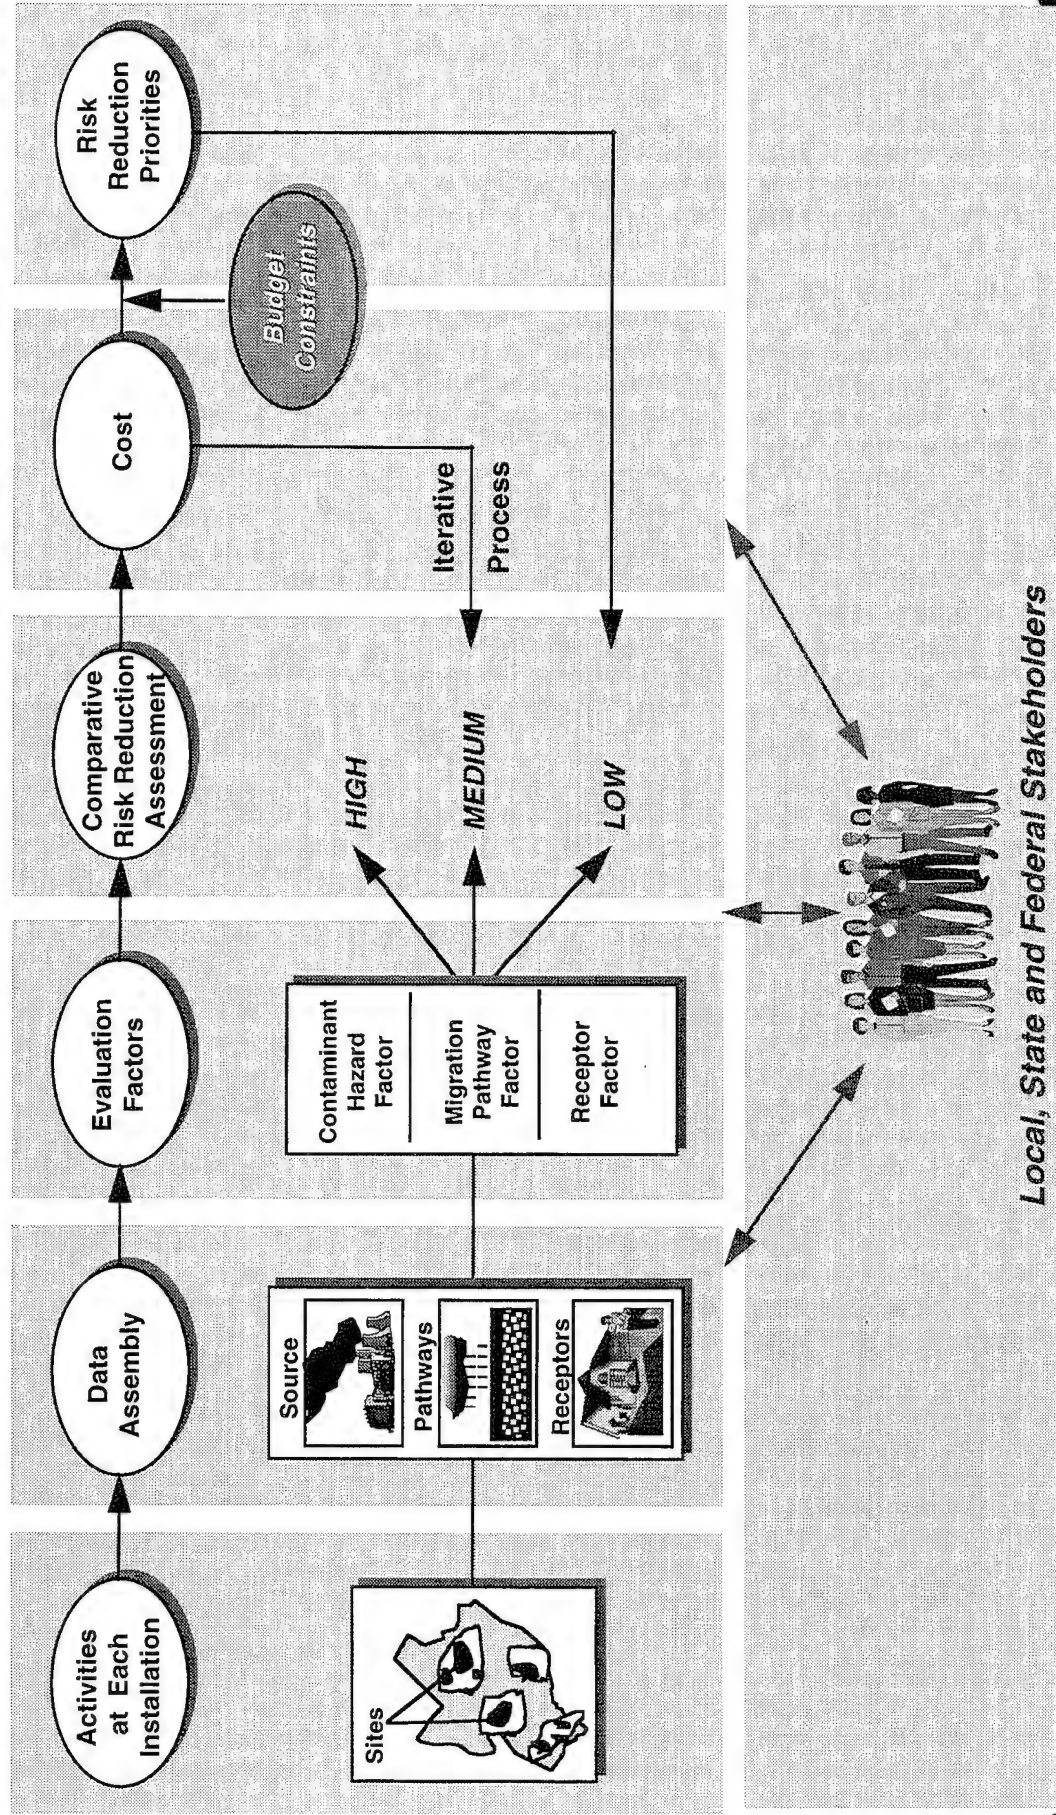 Activities
at Each
Installation
Data
Assembly
Evaluation
Factors
Comparative
Risk Reduction
Assessment
Cost
Risk
Reduction
Priorities
Budget
Constraints
Sites
Source
Pathways
Receptors
Contaminant
Hazard
Factor
Migration
Pathway
Factor
Receptor
Factor
HIGH
MEDIUM
LOW
Iterative
Process
Local, State and Federal Stakeholders